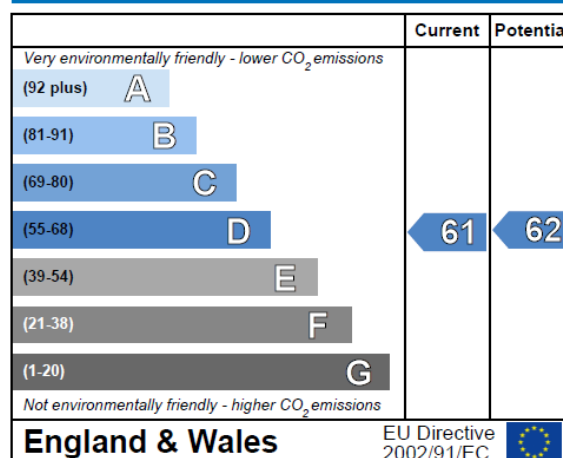 Current Potentia
Very environmentally friendly - lower CO2 emissions
(92 plus) A
(81-91) B
(69-80) C
(55-68) D 61 62
(39-54) E
(21-38) F
(1-20) G
Not environmentally friendly - higher CO2 emissions
England & Wales
EU Directive
2002/91/EC